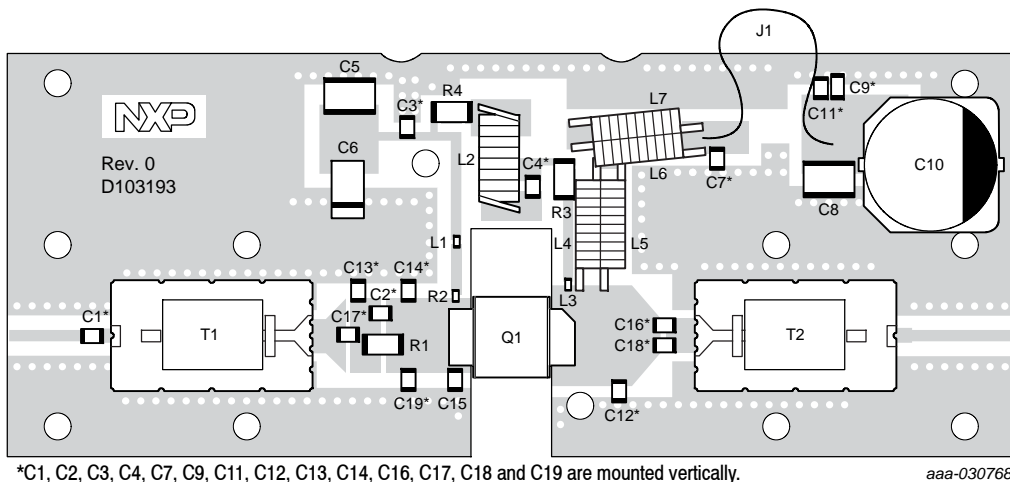 J1
C5
C3*
R4
L7
C9*
C11*
NXP
Rev. 0
D103193
C6
L2
C4*
R3
L6
C7*
C8
C10
L1
L4
L5
C13*
C14*
C2*
R2
L3
C1*
T1
C17*
R1
Q1
C16*
C18*
T2
C19*
C15
C12*
*C1, C2, C3, C4, C7, C9, C11, C12, C13, C14, C16, C17, C18 and C19 are mounted vertically.
aaa-030768